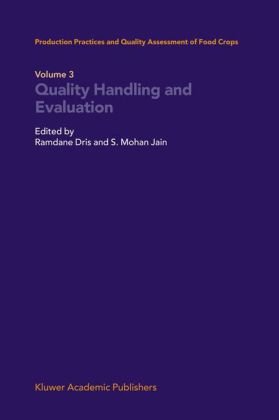 Production Practices and Quality Assessment of Food Crops
Volume 3
Quality Handling and
Evaluation
Edited by
Ramdane Dris and S. Mohan Jain
Kluwer Academic Publishers